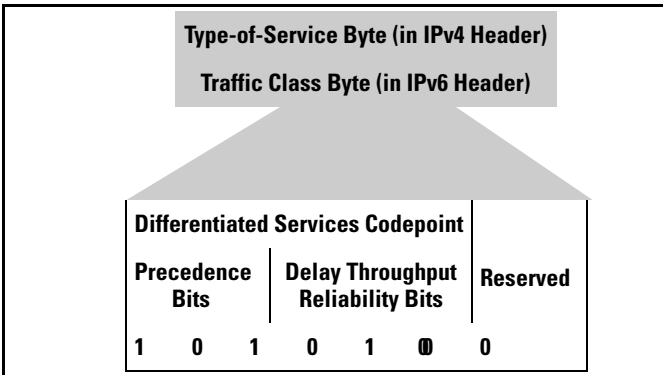 Type-of-Service Byte (in IPv4 Header)
Traffic Class Byte (in IPv6 Header)
Differentiated Services Codepoint
Precedence Bits
Delay Throughput Reliability Bits
Reserved
1 0 1 0 1 0 0